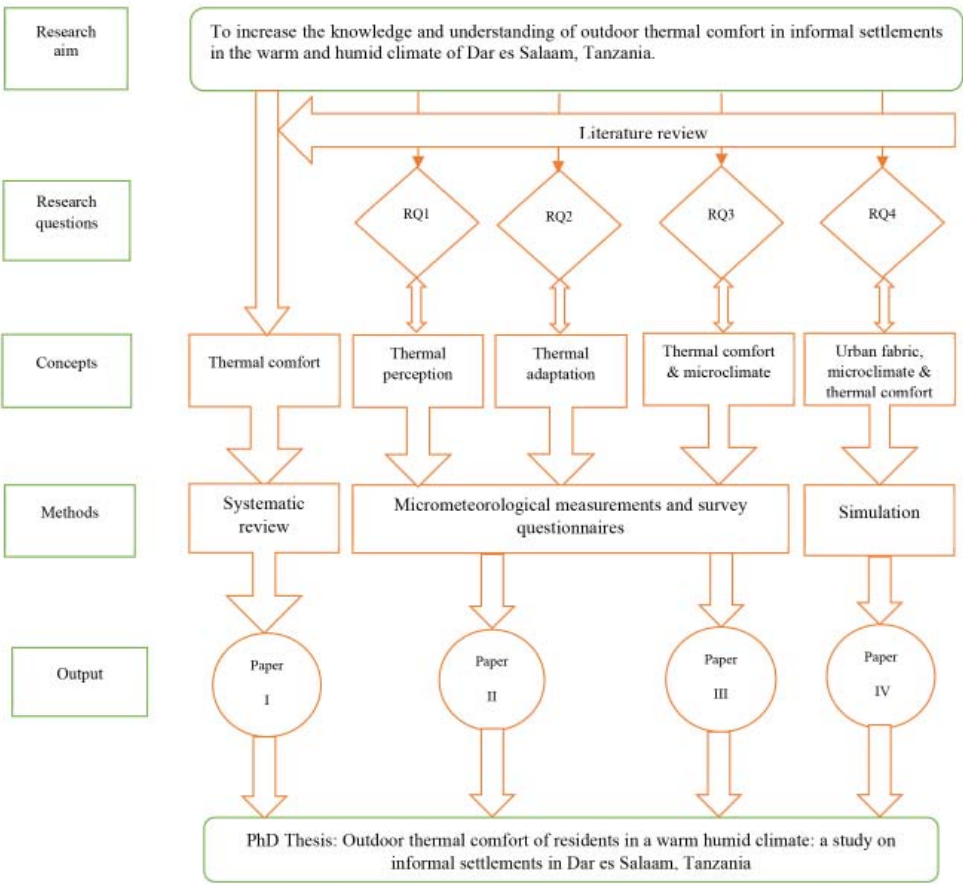 Research
aim
To increase the knowledge and understanding of outdoor thermal comfort in informal settlements
in the warm and humid climate of Dar es Salaam, Tanzania.
Literature review
Research
questions
RQ1
RQ2
RQ3
RQ4
Concepts
Thermal comfort
Thermal
perception
Thermal
adaptation
Thermal comfort
& microclimate
Urban fabric,
microclimate &
thermal comfort
Methods
Systematic
review
Micrometeorological measurements and survey
questionnaires
Simulation
Output
Paper
I
Paper
II
Paper
III
Paper
IV
PhD Thesis: Outdoor thermal comfort of residents in a warm humid climate: a study on
informal settlements in Dar es Salaam, Tanzania